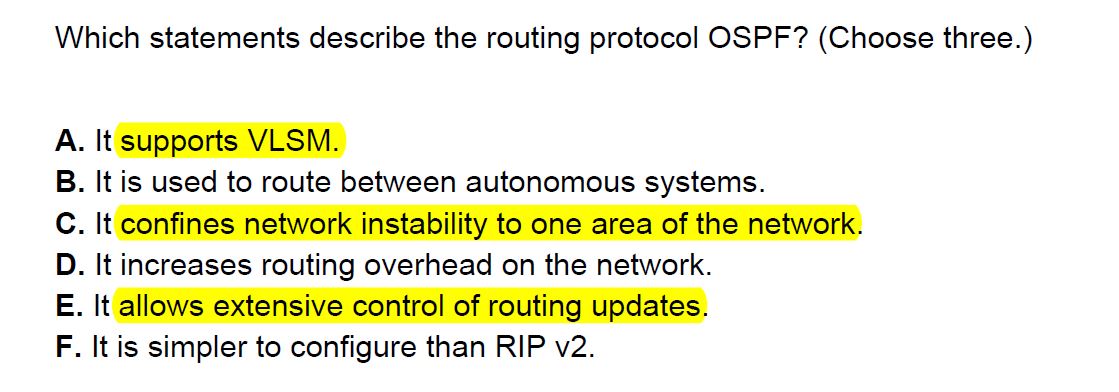 Which statements describe the routing protocol OSPF? (Choose three.)
A. It supports VLSM.
B. It is used to route between autonomous systems.
C. It confines network instability to one area of the network.
D. It increases routing overhead on the network.
E. It allows extensive control of routing updates.
F. It is simpler to configure than RIP v2.